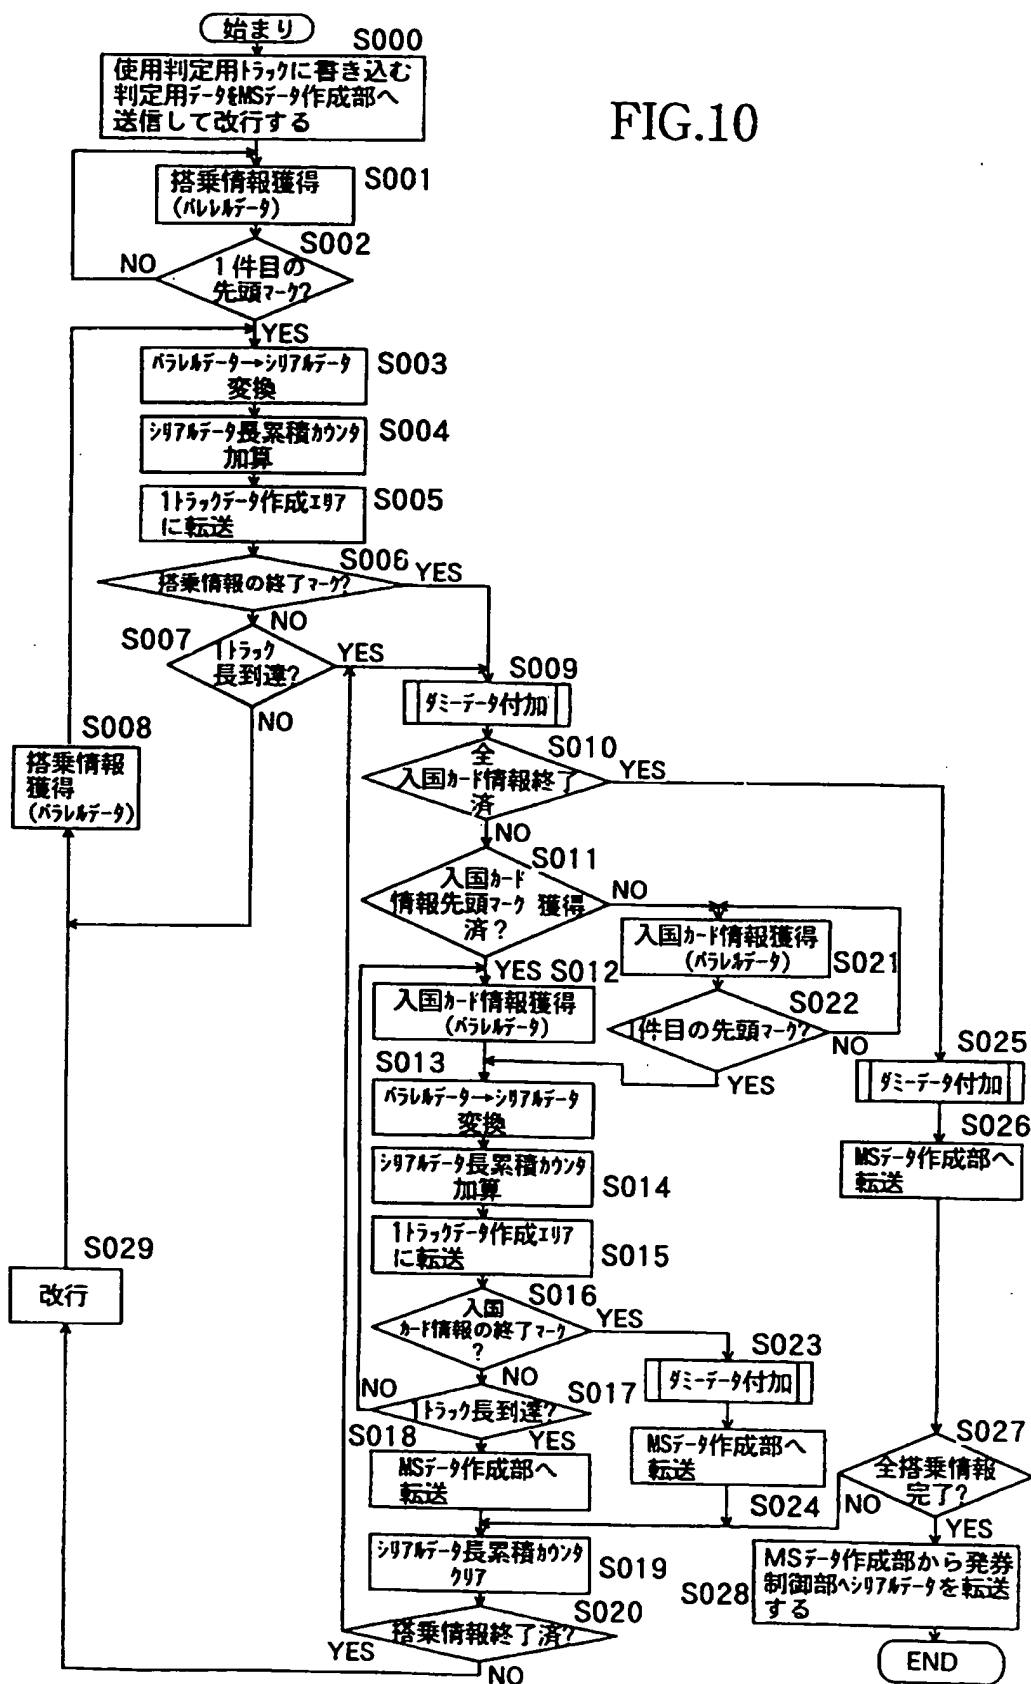 始まり
S000
使用判定用トラックに書き込む
判定用データをMSデータ作成部へ
送信して改行する
FIG.10
S001
搭乗情報獲得
(パレレルデータ)
S002
NO
1件目の
先頭マーク?
YES
パラレルデータ→シリアルデータ
変換
S003
シリアルデータ長累積カウンタ
加算
S004
1トラックデータ作成エリア
に転送
S005
S006
搭乗情報の終了マーク?
YES
NO
S007
1トラック
長到達?
YES
NO
S008
搭乗情報
獲得
(パラレルデータ)
S009
ダミーデータ付加
S010
全
入国カード情報終了
済
YES
NO
S011
入国カード
情報先頭マーク 獲得
済?
NO
YES
S012
入国カード情報獲得
(パラレルデータ)
入国カード情報獲得
(パラレルデータ)
S021
S022
1件目の先頭マーク?
NO
YES
S013
パラレルデータ→シリアルデータ
変換
シリアルデータ長累積カウンタ
加算
S014
1トラックデータ作成エリア
に転送
S015
S016
入国
カード情報の終了マーク
?
YES
NO
S017
NO
1トラック長到達?
YES
S018
MSデータ作成部へ
転送
S023
ダミーデータ付加
MSデータ作成部へ
転送
S024
S025
ダミーデータ付加
S026
MSデータ作成部へ
転送
S027
全搭乗情報
完了?
NO
YES
S028
MSデータ作成部から発券
制御部へシリアルデータを転送
する
END
シリアルデータ長累積カウンタ
クリア
S019
S020
搭乗情報終了済?
YES
NO
S029
改行